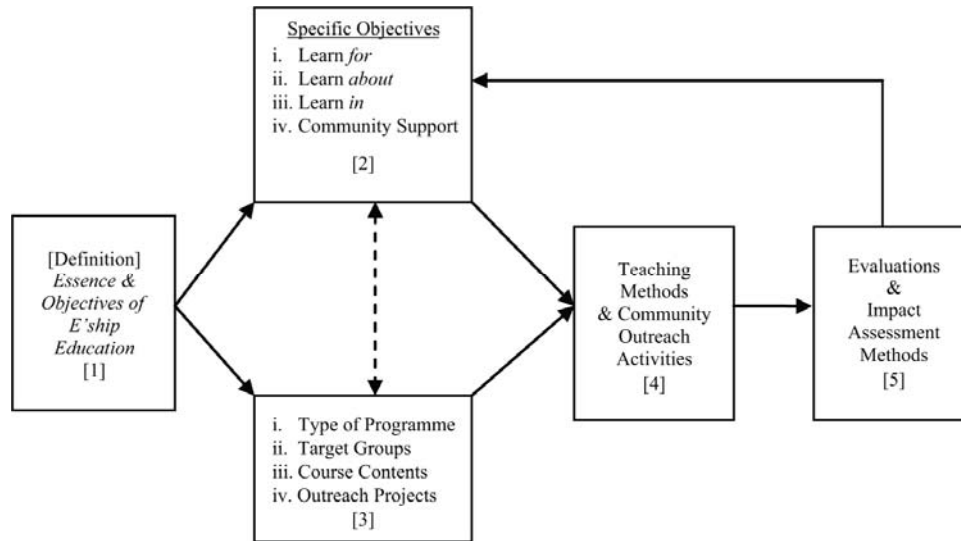 Specific Objectives
i. Learn for
ii. Learn about
iii. Learn in
iv. Community Support
[2]
[Definition]
Essence &
Objectives of
E'ship
Education
[1]
i. Type of Programme
ii. Target Groups
iii. Course Contents
iv. Outreach Projects
[3]
Teaching
Methods
& Community
Outreach
Activities
[4]
Evaluations
&
Impact
Assessment
Methods
[5]